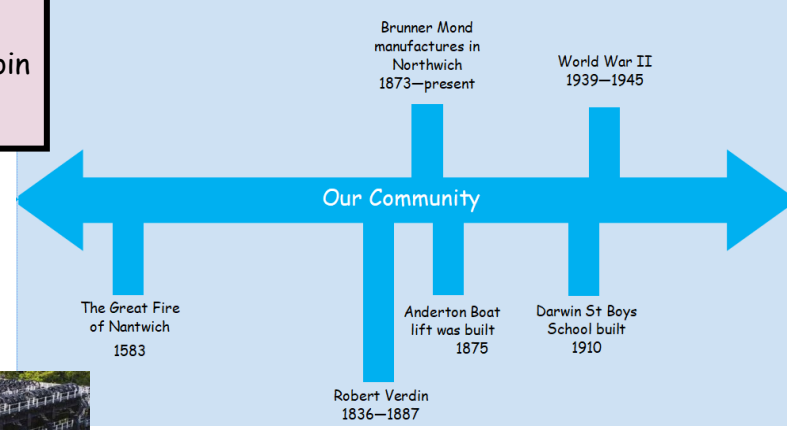 Brunner Mond
manufactures in
Northwich
1873—present
World War II
1939—1945
Our Community
The Great Fire
of Nantwich
1583
Anderton Boat
lift was built
1875
Darwin St Boys
School built
1910
Robert Verdin
1836—1887